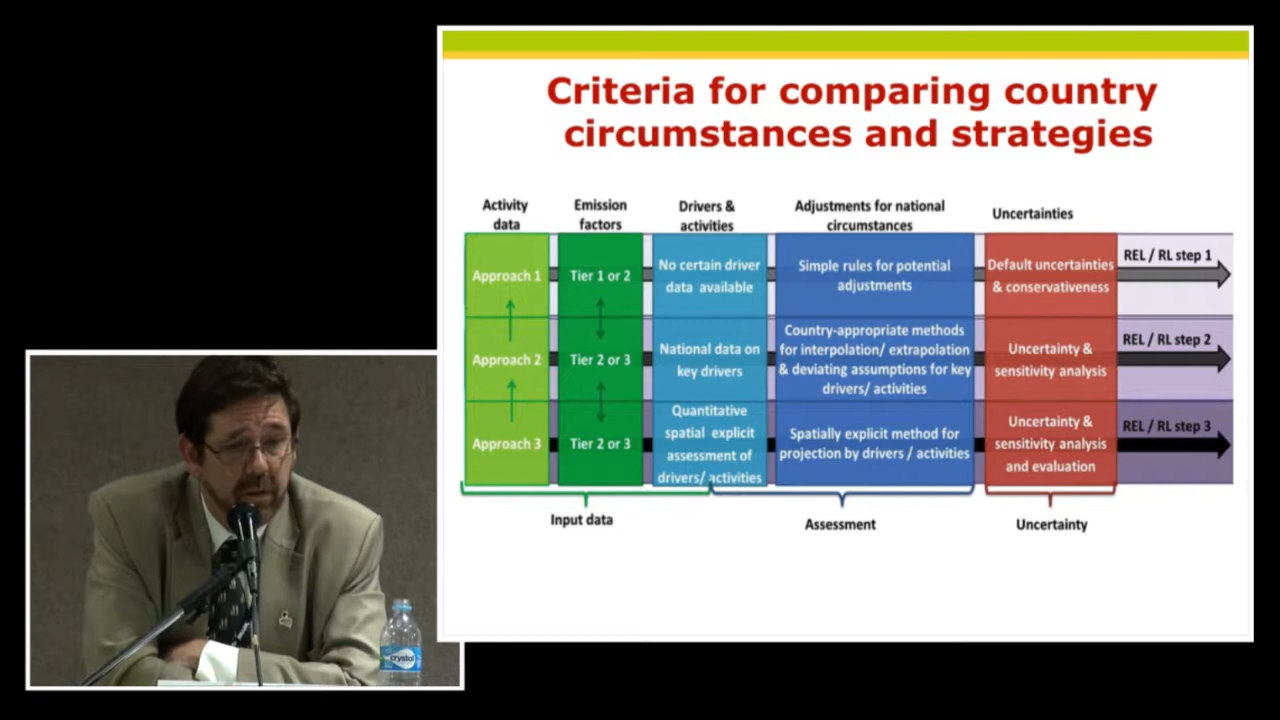 Criteria for comparing country
circumstances and strategies
Activity
data
Emission
factors
Drivers &
activities
Adjustments for national
circumstances
Uncertainties
Approach 1
Tier 1 or 2
No certain driver
data available
Simple rules for potential
adjustments
Default uncertainties
& conservativeness
REL / RL step 1
Approach 2
Tier 2 or 3
National data on
key drivers
Country-appropriate methods
for interpolation/ extrapolation
& deviating assumptions for key
drivers/ activities
Uncertainty &
sensitivity analysis
REL / RL step 2
Approach 3
Tier 2 or 3
Quantitative
spatial explicit
assessment of
drivers/ activities
Spatially explicit method for
projection by drivers / activities
Uncertainty &
sensitivity analysis
and evaluation
REL / RL step 3
Input data
Assessment
Uncertainty
crystal